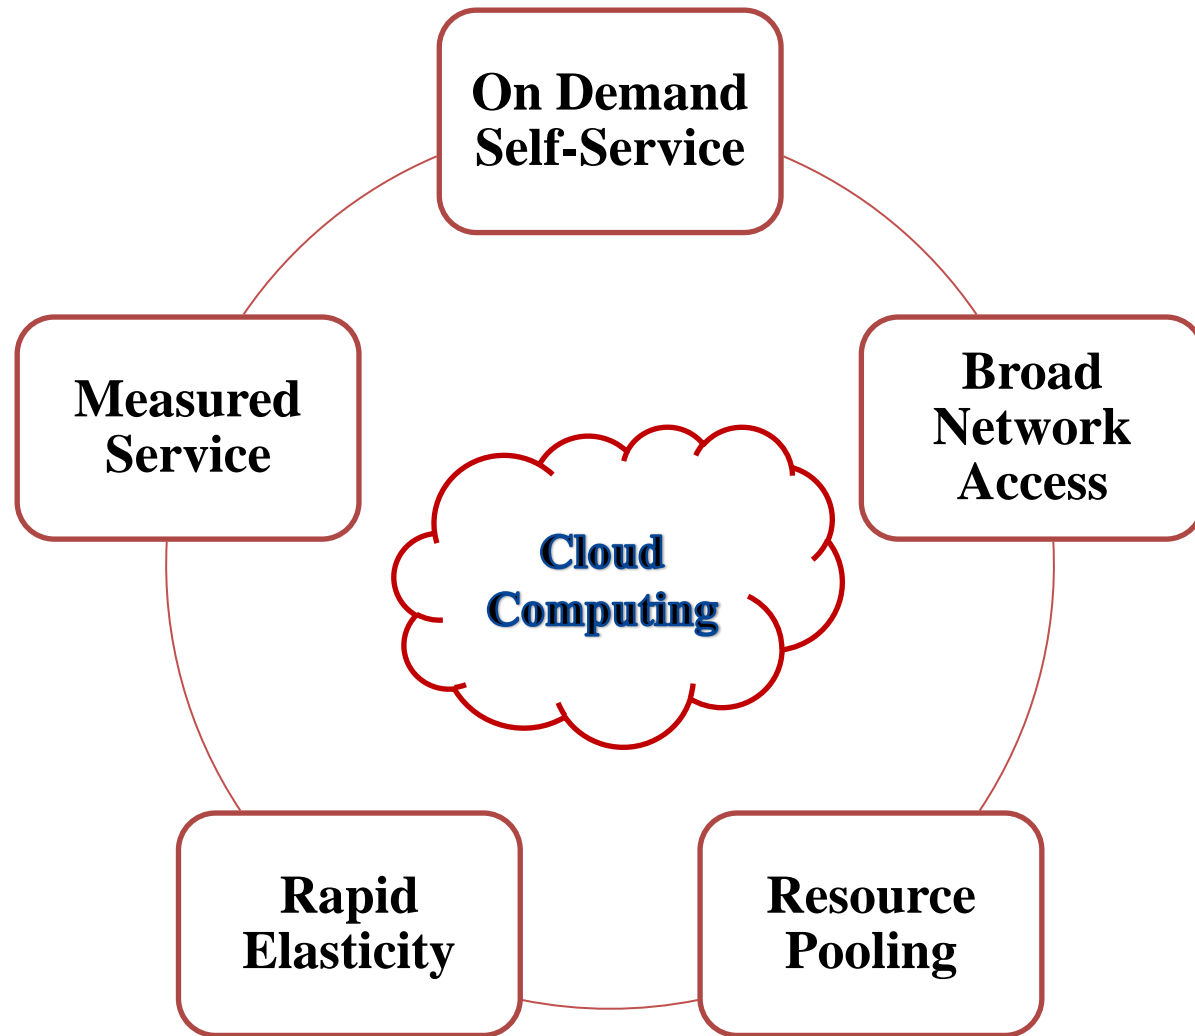 On Demand
Self-Service
Broad
Network
Access
Measured
Service
Cloud
Computing
Rapid
Elasticity
Resource
Pooling